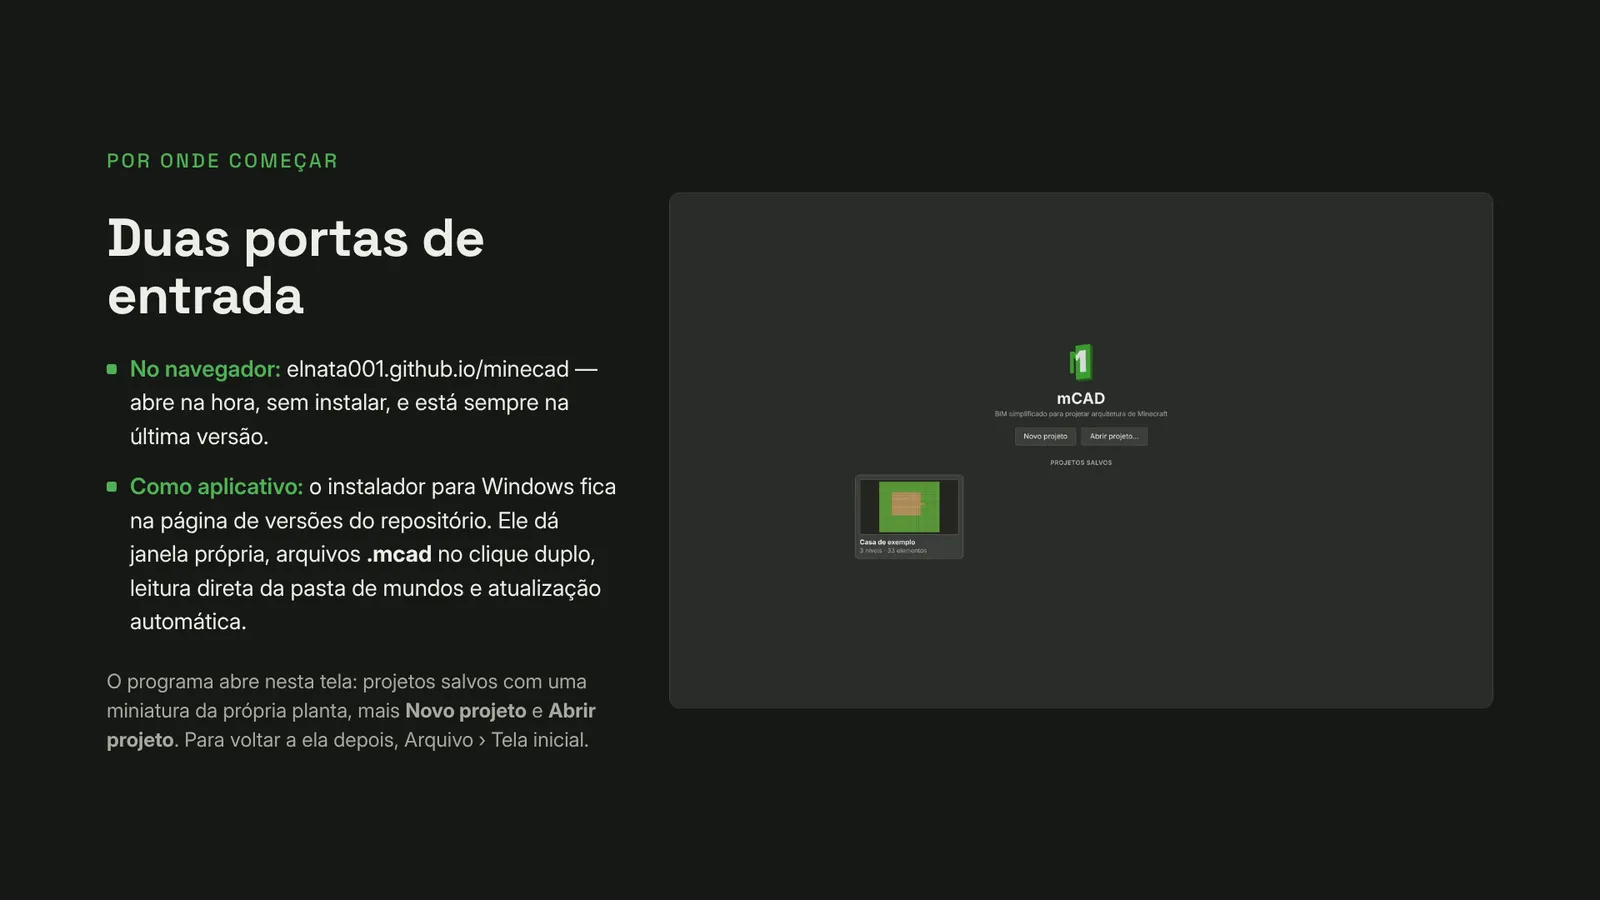 POR ONDE COMEÇAR
Duas portas de
entrada
No navegador: elnata001.github.io/minecad —
abre na hora, sem instalar, e está sempre na
última versão.
Como aplicativo: o instalador para Windows fica
na página de versões do repositório. Ele dá
janela própria, arquivos .mcad no clique duplo,
leitura direta da pasta de mundos e atualização
automática.
O programa abre nesta tela: projetos salvos com uma
miniatura da própria planta, mais Novo projeto e Abrir
projeto. Para voltar a ela depois, Arquivo › Tela inicial.
mCAD
BIM simplificado para projetar arquitetura de Minecraft
Novo projeto
Abrir projeto...
PROJETOS SALVOS
Casa de exemplo
3 níveis · 33 elementos